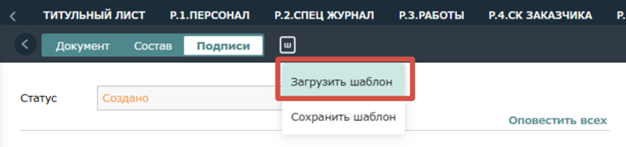 ТИТУЛЬНЫЙ ЛИСТ Р.1.ПЕРСОНАЛ Р.2.СПЕЦ ЖУРНАЛ Р.3.РАБОТЫ Р.4.СК ЗАКАЗЧИКА Р.
Документ Состав Подписи ш
Загрузить шаблон
Статус Создано
Сохранить шаблон
Оповестить всех